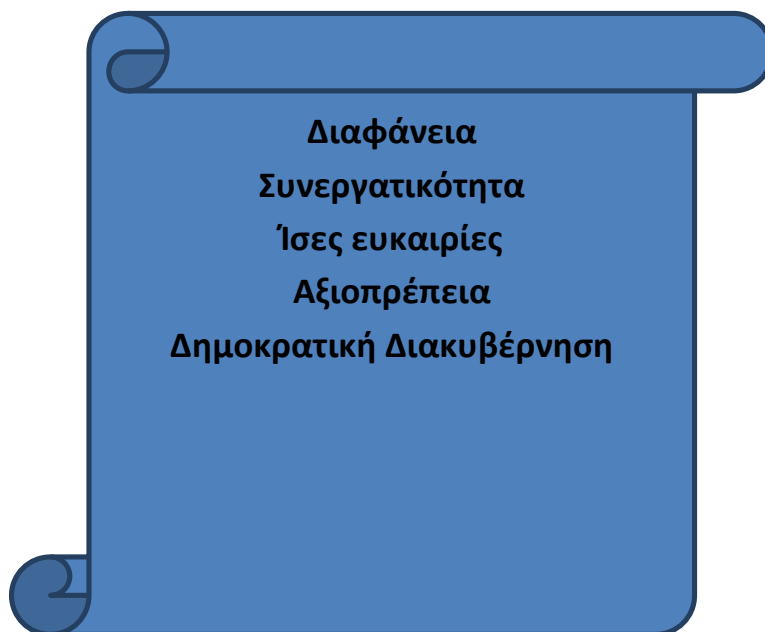 Διαφάνεια
Συνεργατικότητα
Ίσες ευκαιρίες
Αξιοπρέπεια
Δημοκρατική Διακυβέρνηση